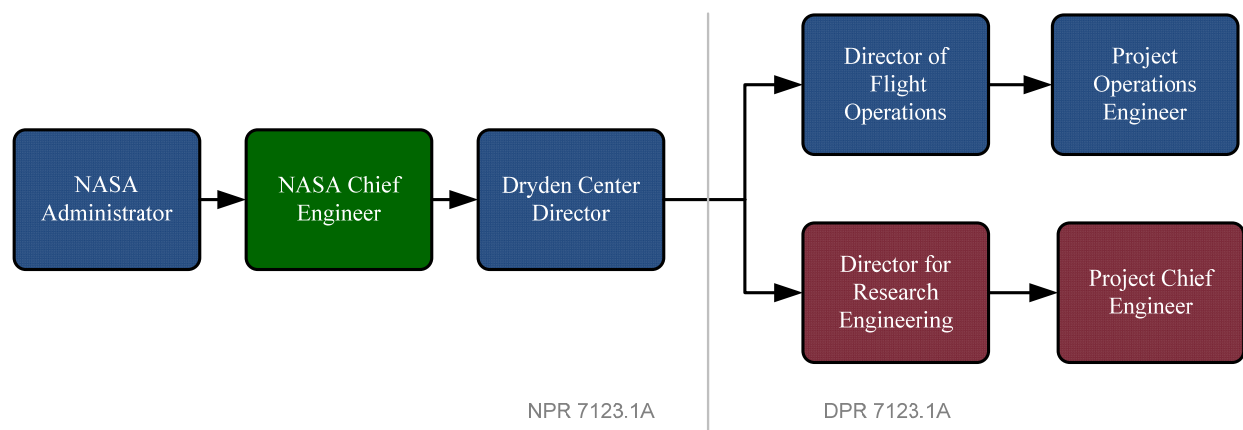 NASA
Administrator
NASA Chief
Engineer
Dryden Center
Director
Director of
Flight
Operations
Project
Operations
Engineer
Director for
Research
Engineering
Project Chief
Engineer
NPR 7123.1A
DPR 7123.1A